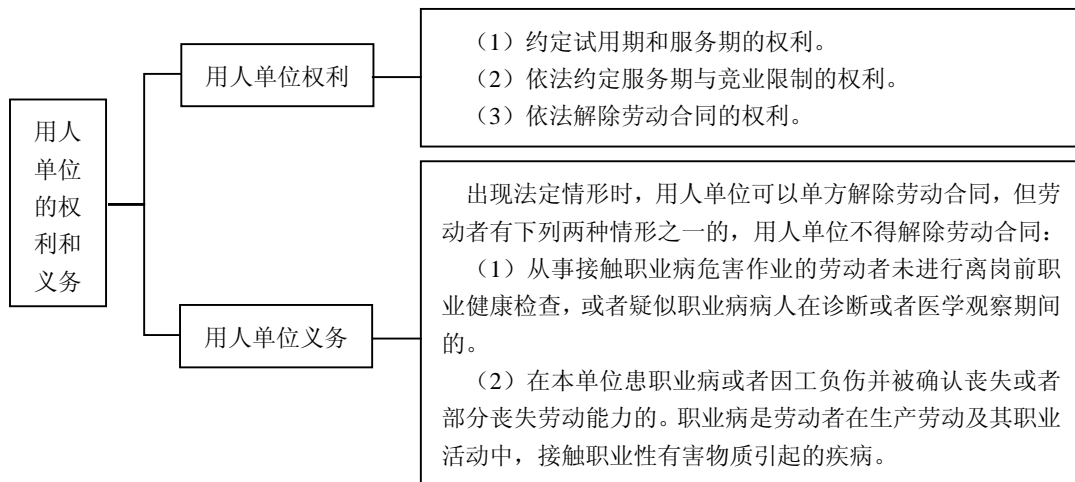 用人
单位
的权
利和
义务
用人单位权利
（1）约定试用期和服务期的权利。
（2）依法约定服务期与竞业限制的权利。
（3）依法解除劳动合同的权利。
用人单位义务
出现法定情形时，用人单位可以单方解除劳动合同，但劳
动者有下列两种情形之一的，用人单位不得解除劳动合同：
（1）从事接触职业病危害作业的劳动者未进行离岗前职
业健康检查，或者疑似职业病病人在诊断或者医学观察期间
的。
（2）在本单位患职业病或者因工负伤并被确认丧失或者
部分丧失劳动能力的。职业病是劳动者在生产劳动及其职业
活动中，接触职业性有害物质引起的疾病。